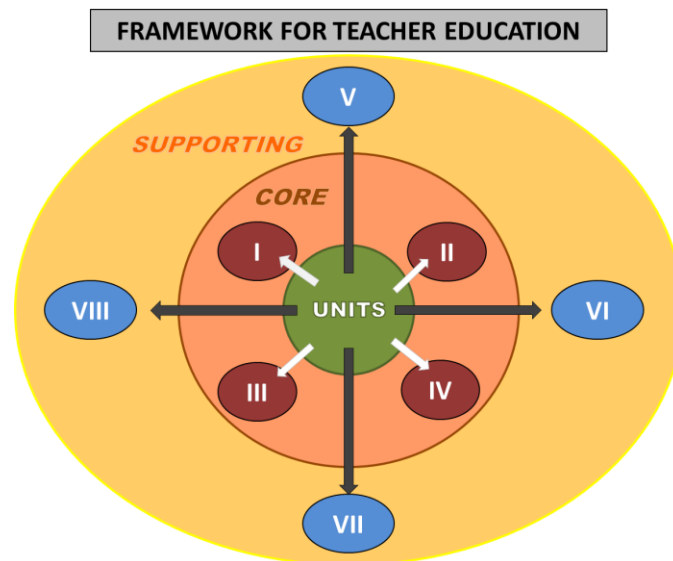 FRAMEWORK FOR TEACHER EDUCATION
V
SUPPORTING
CORE
I
II
VIII
UNITS
VI
III
IV
VII